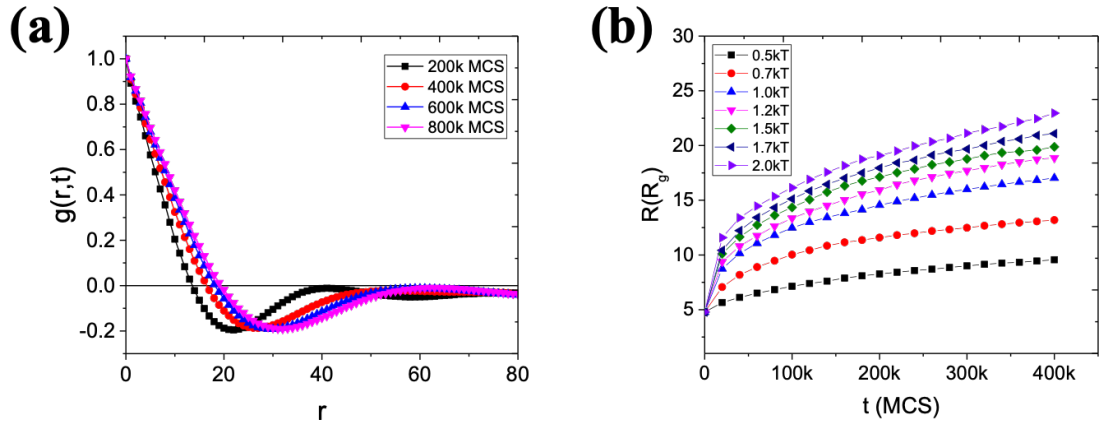 (a)
g(r,t)
1.0
0.8
0.6
0.4
0.2
0.0
-0.2
0
20
40
60
80
r
200k MCS
400k MCS
600k MCS
800k MCS
(b)
R(Rg)
30
25
20
15
10
5
0
100k
200k
300k
400k
t (MCS)
0.5kT
0.7kT
1.0kT
1.2kT
1.5kT
1.7kT
2.0kT